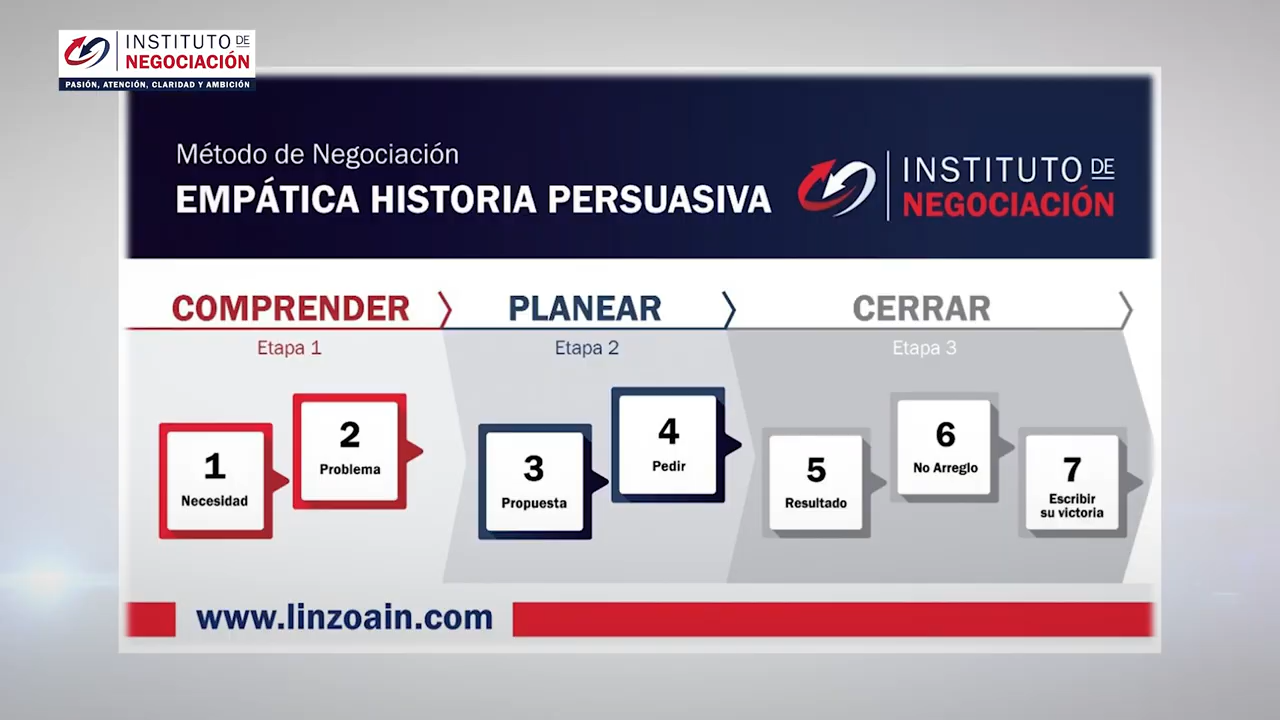 INSTITUTO DE
NEGOCIACIÓN
PASIÓN, ATENCIÓN, CLARIDAD Y AMBICIÓN
Método de Negociación
EMPÁTICA HISTORIA PERSUASIVA
INSTITUTO DE
NEGOCIACIÓN
COMPRENDER
Etapa 1
PLANEAR
Etapa 2
CERRAR
Etapa 3
1
Necesidad
2
Problema
3
Propuesta
4
Pedir
5
Resultado
6
No Arreglo
7
Escribir
su victoria
www.linzoain.com